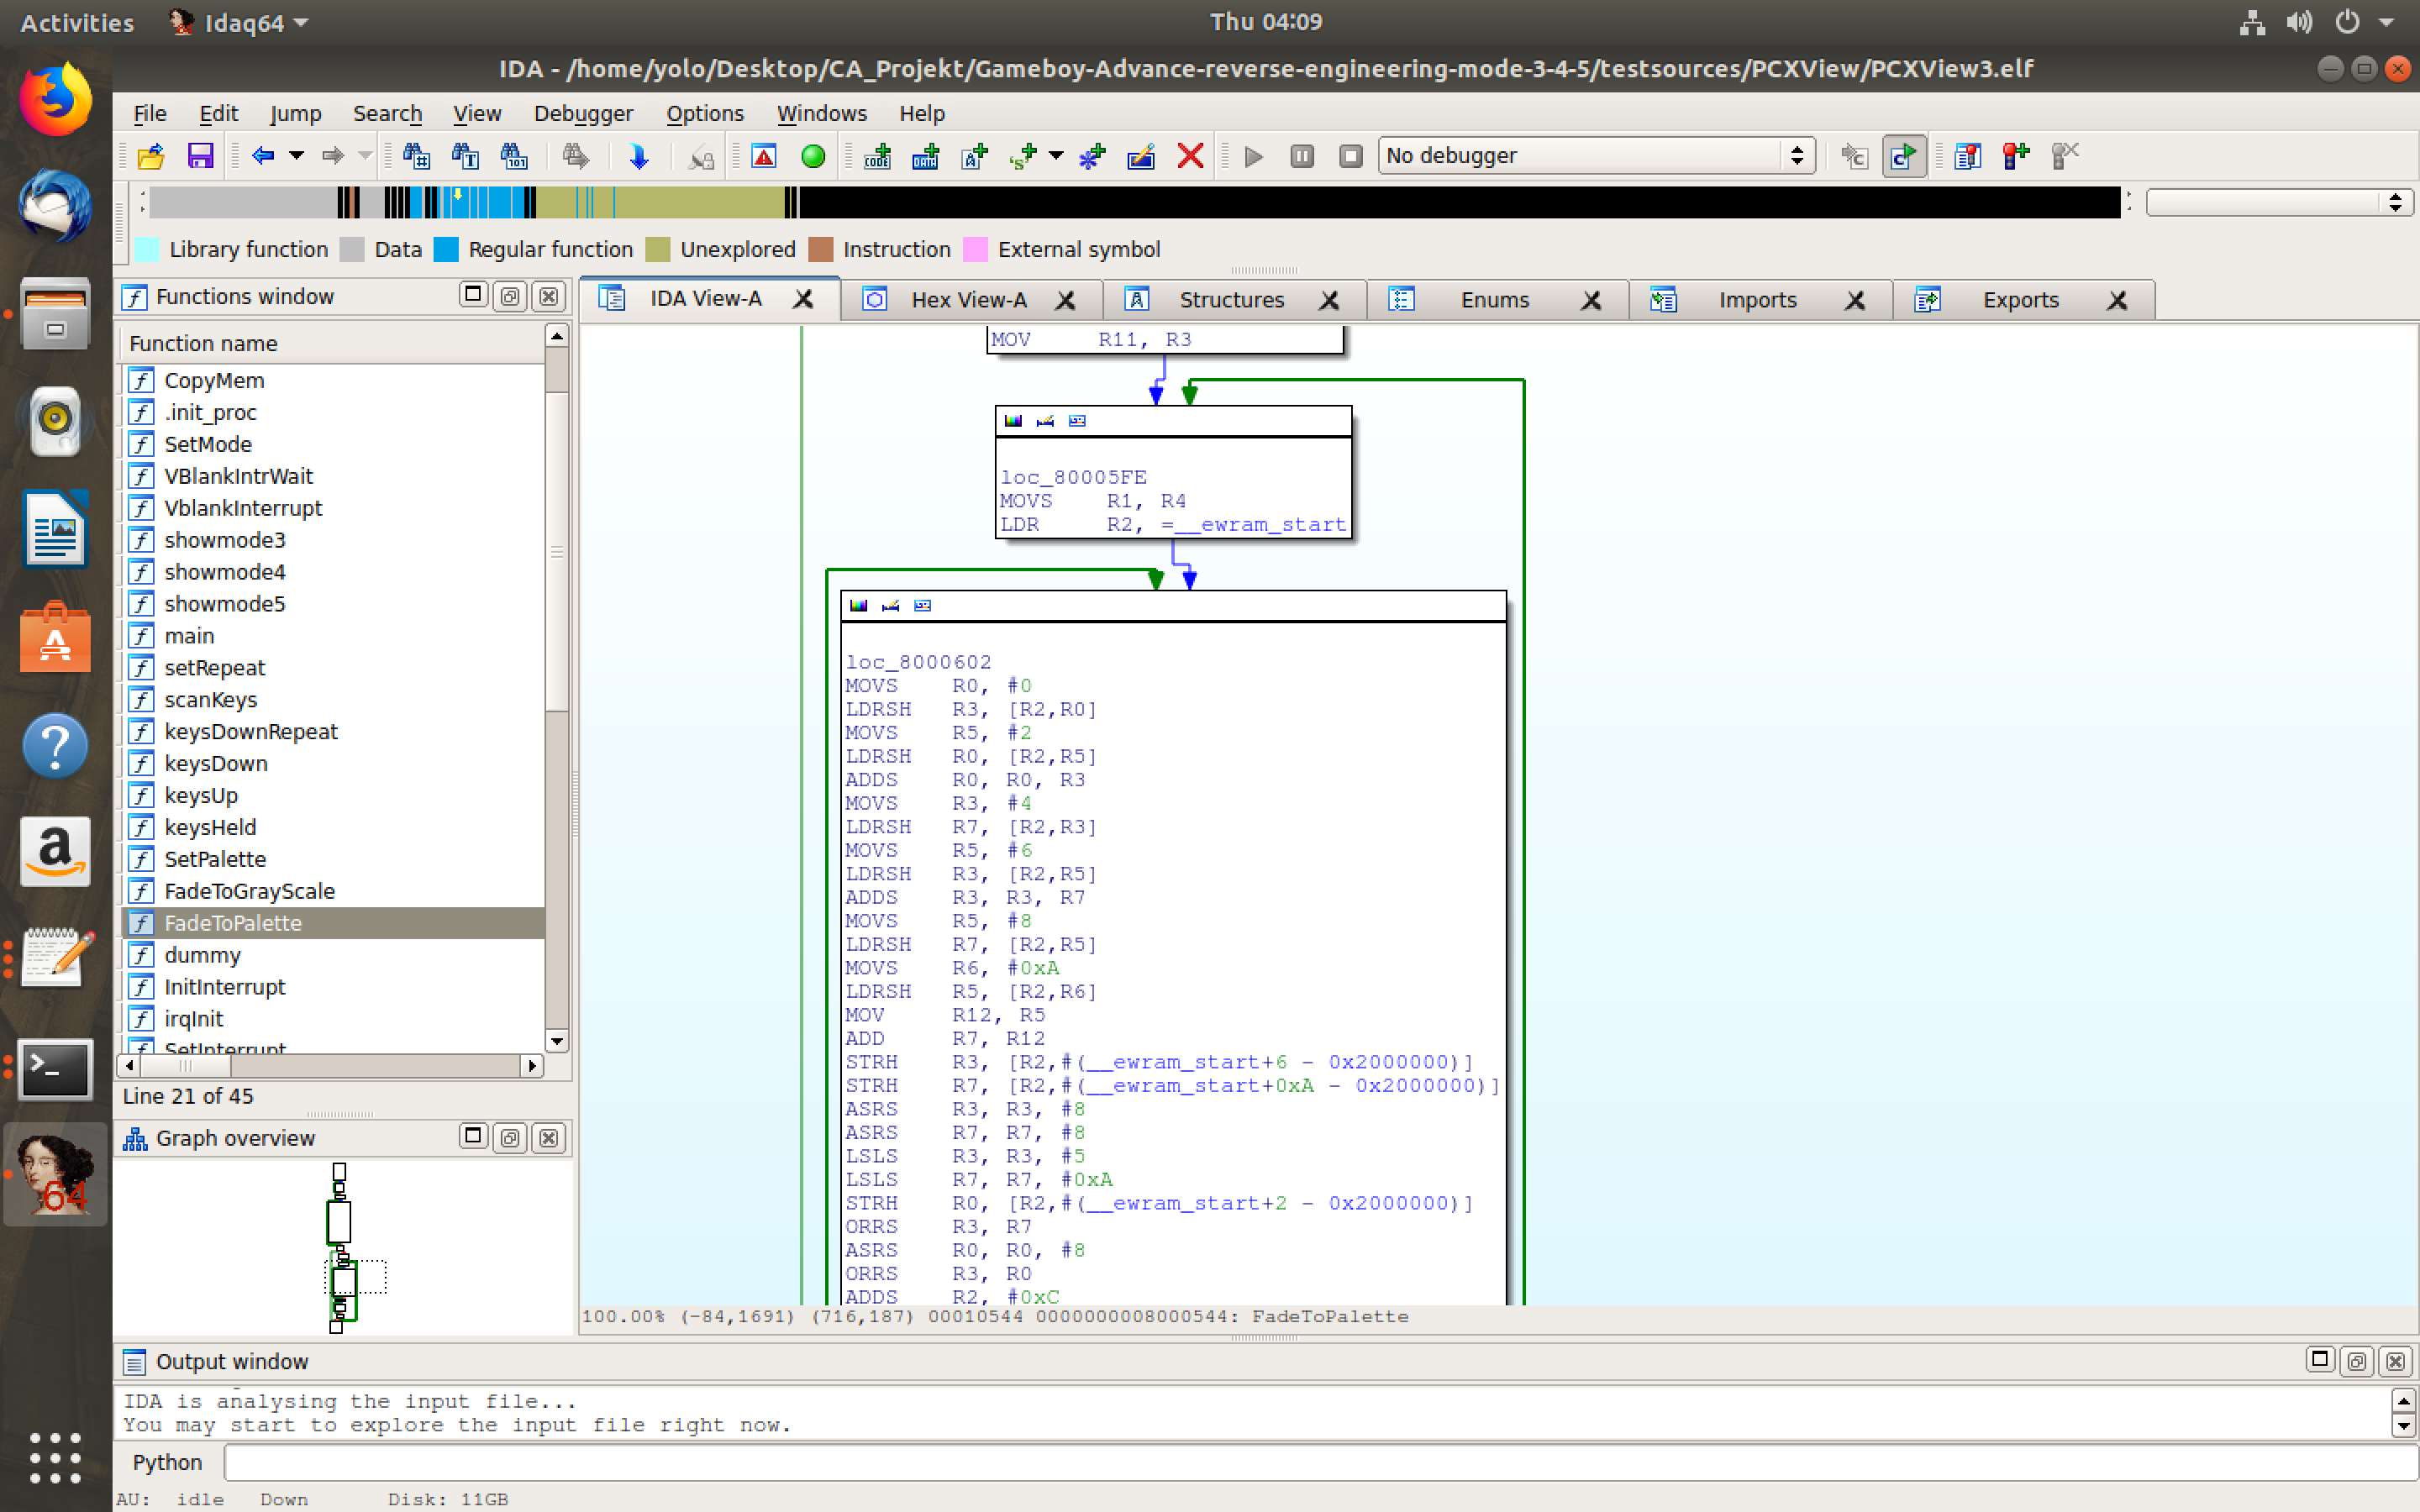 Activities Idaq64 Thu 04:09
IDA - /home/yolo/Desktop/CA_Projekt/Gameboy-Advance-reverse-engineering-mode-3-4-5/testsources/PCXView/PCXView3.elf
File Edit Jump Search View Debugger Options Windows Help
No debugger
Library function Data Regular function Unexplored Instruction External symbol
Functions window
Function name
CopyMem
.init_proc
SetMode
VBlankIntrWait
VblankInterrupt
showmode3
showmode4
showmode5
main
setRepeat
scanKeys
keysDownRepeat
keysDown
keysUp
keysHeld
SetPalette
FadeToGrayScale
FadeToPalette
dummy
InitInterrupt
irqInit
SetInterrupt
Line 21 of 45
Graph overview
IDA View-A Hex View-A Structures Enums Imports Exports
MOV R11, R3
loc_80005FE
MOVS R1, R4
LDR R2, =__ewram_start
loc_8000602
MOVS R0, #0
LDRSH R3, [R2,R0]
MOVS R5, #2
LDRSH R0, [R2,R5]
ADDS R0, R0, R3
MOVS R3, #4
LDRSH R7, [R2,R3]
MOVS R5, #6
LDRSH R3, [R2,R5]
ADDS R3, R3, R7
MOVS R5, #8
LDRSH R7, [R2,R5]
MOVS R6, #0xA
LDRSH R5, [R2,R6]
MOV R12, R5
ADD R7, R12
STRH R3, [R2,#(__ewram_start+6 - 0x2000000)]
STRH R7, [R2,#(__ewram_start+0xA - 0x2000000)]
ASRS R3, R3, #8
ASRS R7, R7, #8
LSLS R3, R3, #5
LSLS R7, R7, #0xA
STRH R0, [R2,#(__ewram_start+2 - 0x2000000)]
ORRS R3, R7
ASRS R0, R0, #8
ORRS R3, R0
ADDS R2, #0xC
100.00% (-84,1691) (716,187) 00010544 0000000008000544: FadeToPalette
Output window
IDA is analysing the input file...
You may start to explore the input file right now.
Python
AU: idle Down Disk: 11GB